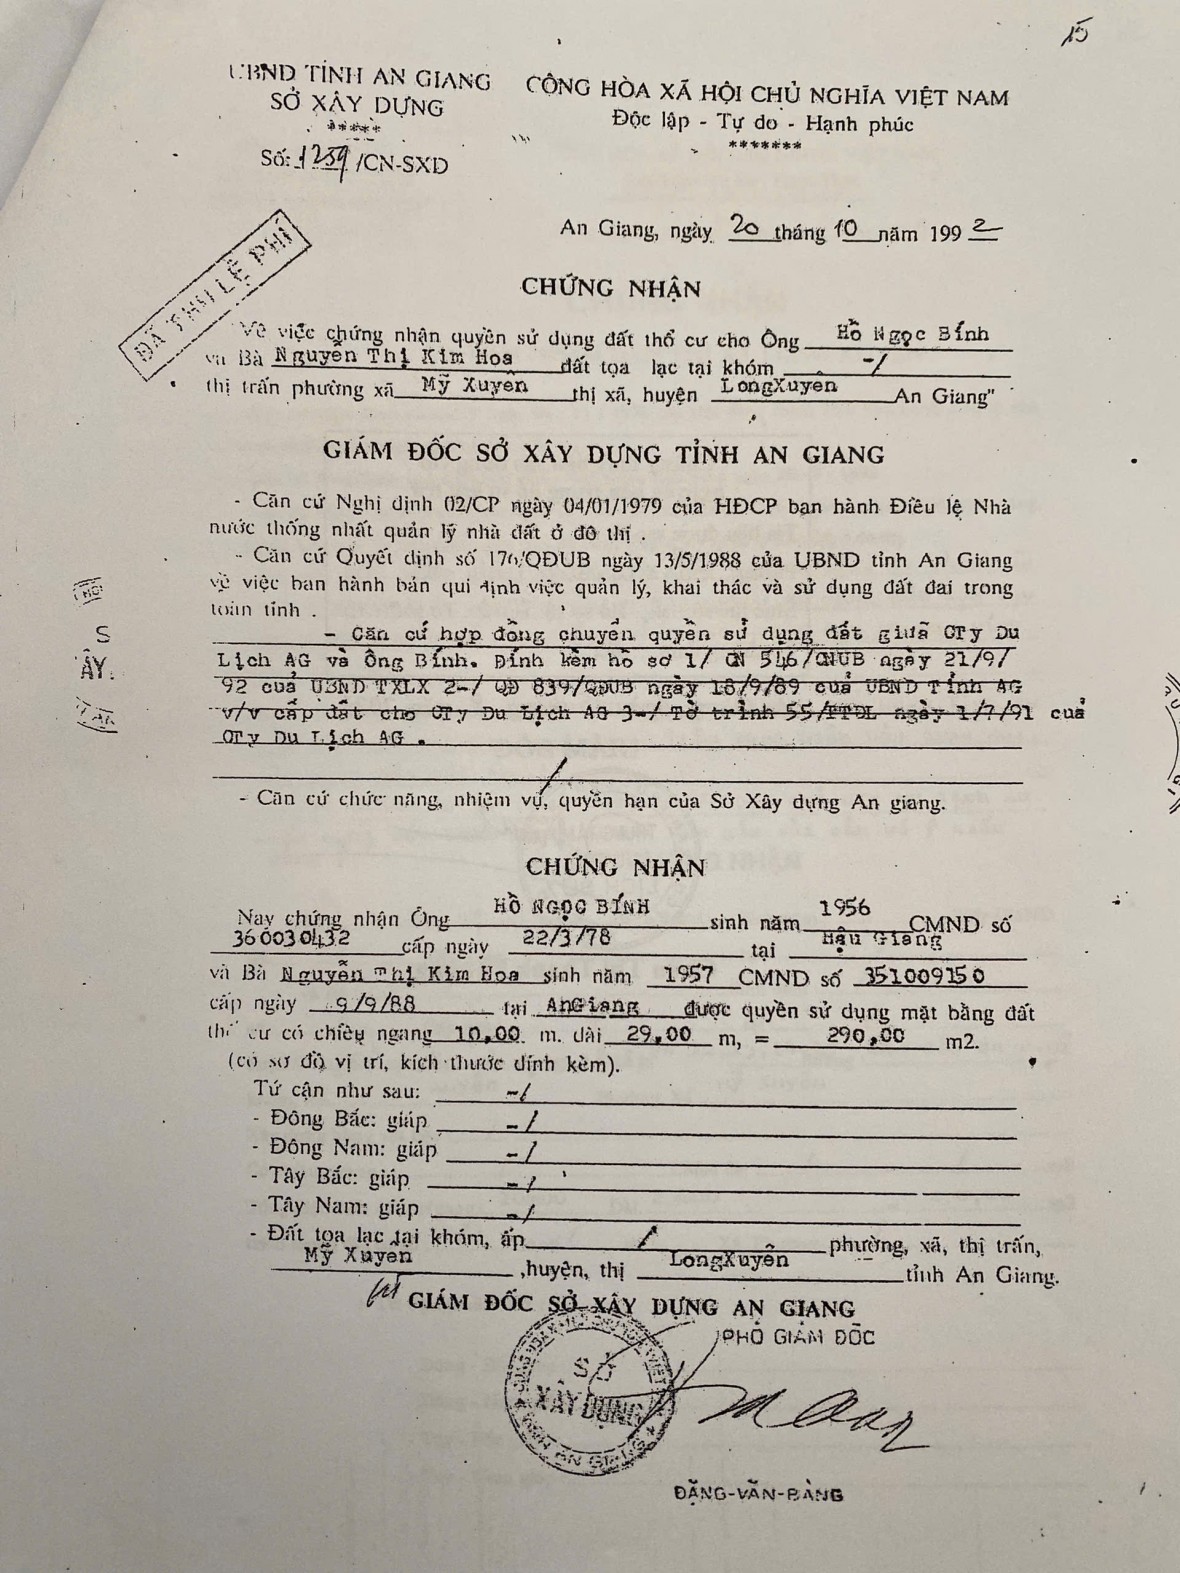 15
UBND TỈNH AN GIANG
SỞ XÂY DỰNG
*****
Số: 1259/CN-SXD
CỘNG HÒA XÃ HỘI CHỦ NGHĨA VIỆT NAM
Độc lập - Tự do - Hạnh phúc
*******
An Giang, ngày 20 tháng 10 năm 1992
ĐÃ THU LỆ PHÍ
CHỨNG NHẬN
Về việc chứng nhận quyền sử dụng đất thổ cư cho Ông Hồ Ngọc Bính
và Bà Nguyễn Thị Kim Hoa đất tọa lạc tại khóm -/
thị trấn phường xã Mỹ Xuyên thị xã, huyện LongXuyen An Giang"
GIÁM ĐỐC SỞ XÂY DỰNG TỈNH AN GIANG
- Căn cứ Nghị định 02/CP ngày 04/01/1979 của HĐCP ban hành Điều lệ Nhà
nước thống nhất quản lý nhà đất ở đô thị .
- Căn cứ Quyết định số 176/QĐUB ngày 13/5/1988 của UBND tỉnh An Giang
về việc ban hành bản qui định việc quản lý, khai thác và sử dụng đất đai trong
toàn tỉnh .
- Căn cứ hợp đồng chuyển quyền sử dụng đất giữa CTy Du
Lịch AG và Ông Bính. Đính kèm hồ sơ 1/ CN 546/CNUB ngày 21/9/
92 cuả UBND TXLX 2-/ QĐ 839/QĐUB ngày 18/9/89 cuả UBND Tỉnh AG
v/v cấp đất cho CTy Du Lịch AG 3-/ Tờ trình 55/TTDL ngày 1/7/91 cuả
CTy Du Lịch AG .
/
- Căn cứ chức năng, nhiệm vụ, quyền hạn của Sở Xây dựng An giang.
S
ÂY.
CHỨNG NHẬN
Nay chứng nhận Ông HỒ NGỌC BÍNH sinh năm 1956 CMND số
360030432 cấp ngày 22/3/78 tại Hậu Giang
và Bà Nguyễn Thị Kim Hoa sinh năm 1957 CMND số 351009150
cấp ngày 9/9/88 tại AnGiang được quyền sử dụng mặt bằng đất
thổ cư có chiều ngang 10,00 m. dài 29,00 m, = 290,00 m2.
(có sơ đồ vị trí, kích thước đính kèm).
Tứ cận như sau: -/
- Đông Bắc: giáp -/
- Đông Nam: giáp -/
- Tây Bắc: giáp -/
- Tây Nam: giáp -/
- Đất tọa lạc tại khóm, ấp / phường, xã, thị trấn,
Mỹ Xuyen ,huyện, thị LongXuyên tỉnh An Giang.
GIÁM ĐỐC SỞ XÂY DỰNG AN GIANG
PHÓ GIÁM ĐỐC
SỞ
XÂY DỰNG
TỈNH AN GIANG
ĐẶNG-VĂN-BÀNG